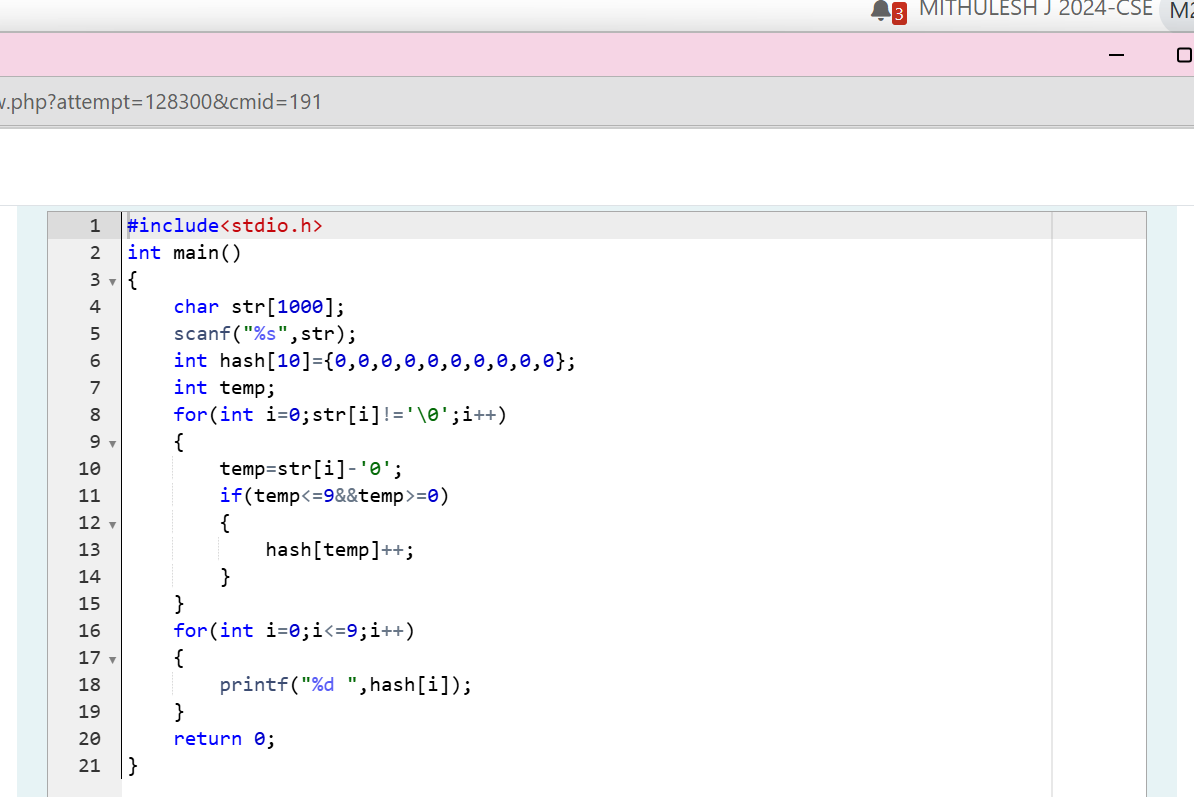 3 MITHULESH J 2024-CSE
.php?attempt=128300&cmid=191
1 #include<stdio.h>
2 int main()
3 {
4     char str[1000];
5     scanf("%s",str);
6     int hash[10]={0,0,0,0,0,0,0,0,0,0};
7     int temp;
8     for(int i=0;str[i]!='\0';i++)
9     {
10         temp=str[i]-'0';
11         if(temp<=9&&temp>=0)
12         {
13             hash[temp]++;
14         }
15     }
16     for(int i=0;i<=9;i++)
17     {
18         printf("%d ",hash[i]);
19     }
20     return 0;
21 }